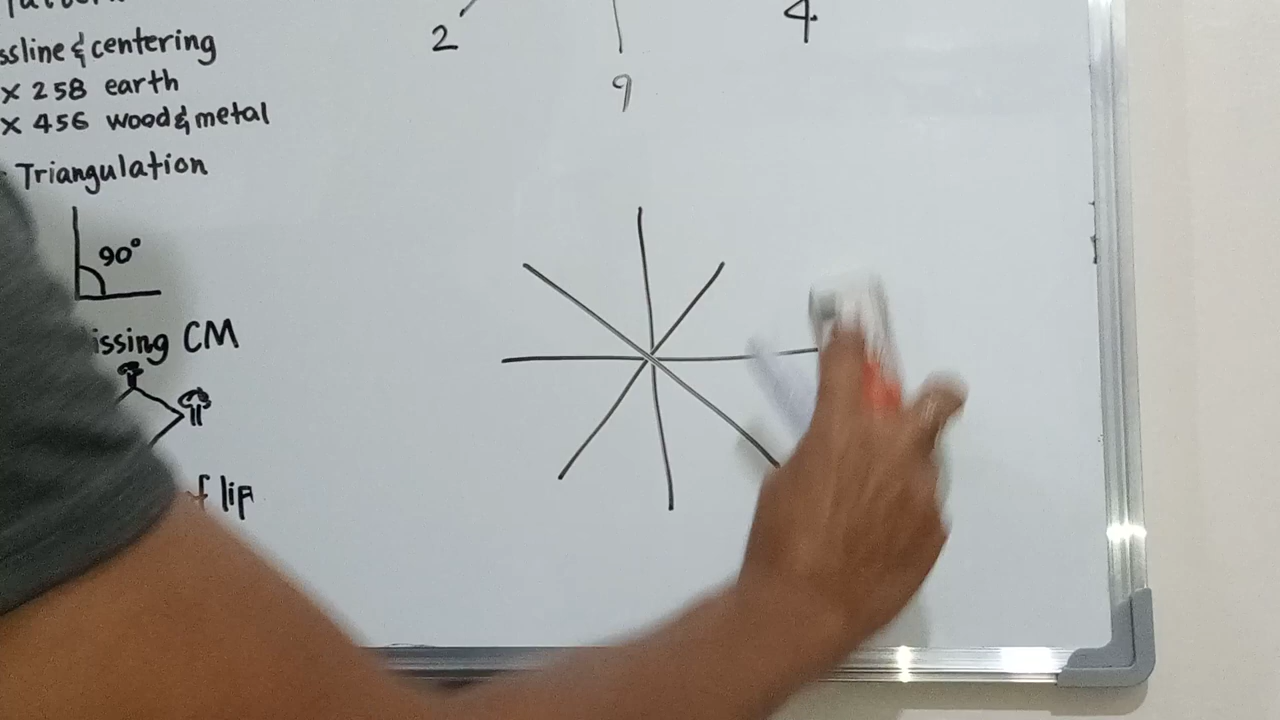 ssline & centering
x 258 earth
x 456 wood & metal
Triangulation
90°
issing CM
f lip
2
9
4